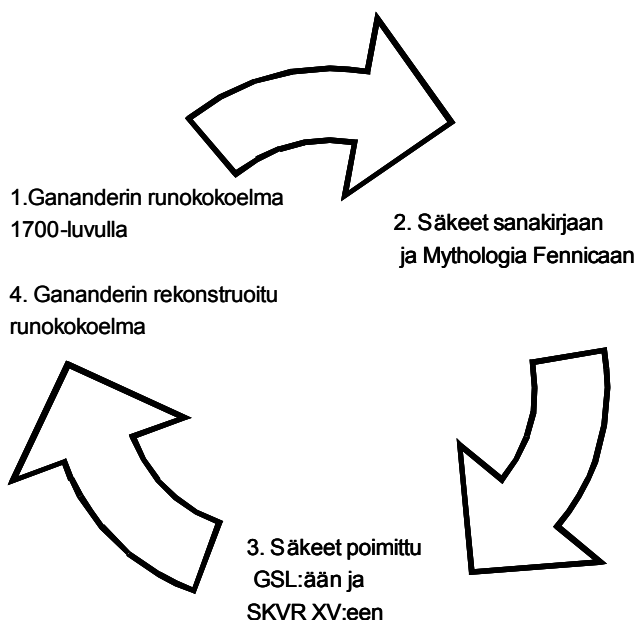 1.Gananderin runokokoelma
1700-luvulla
2. Säkeet sanakirjaan
ja Mythologia Fennicaan
3. Säkeet poimittu
GSL:ään ja
SKVR XV:een
4. Gananderin rekonstruoitu
runokokoelma